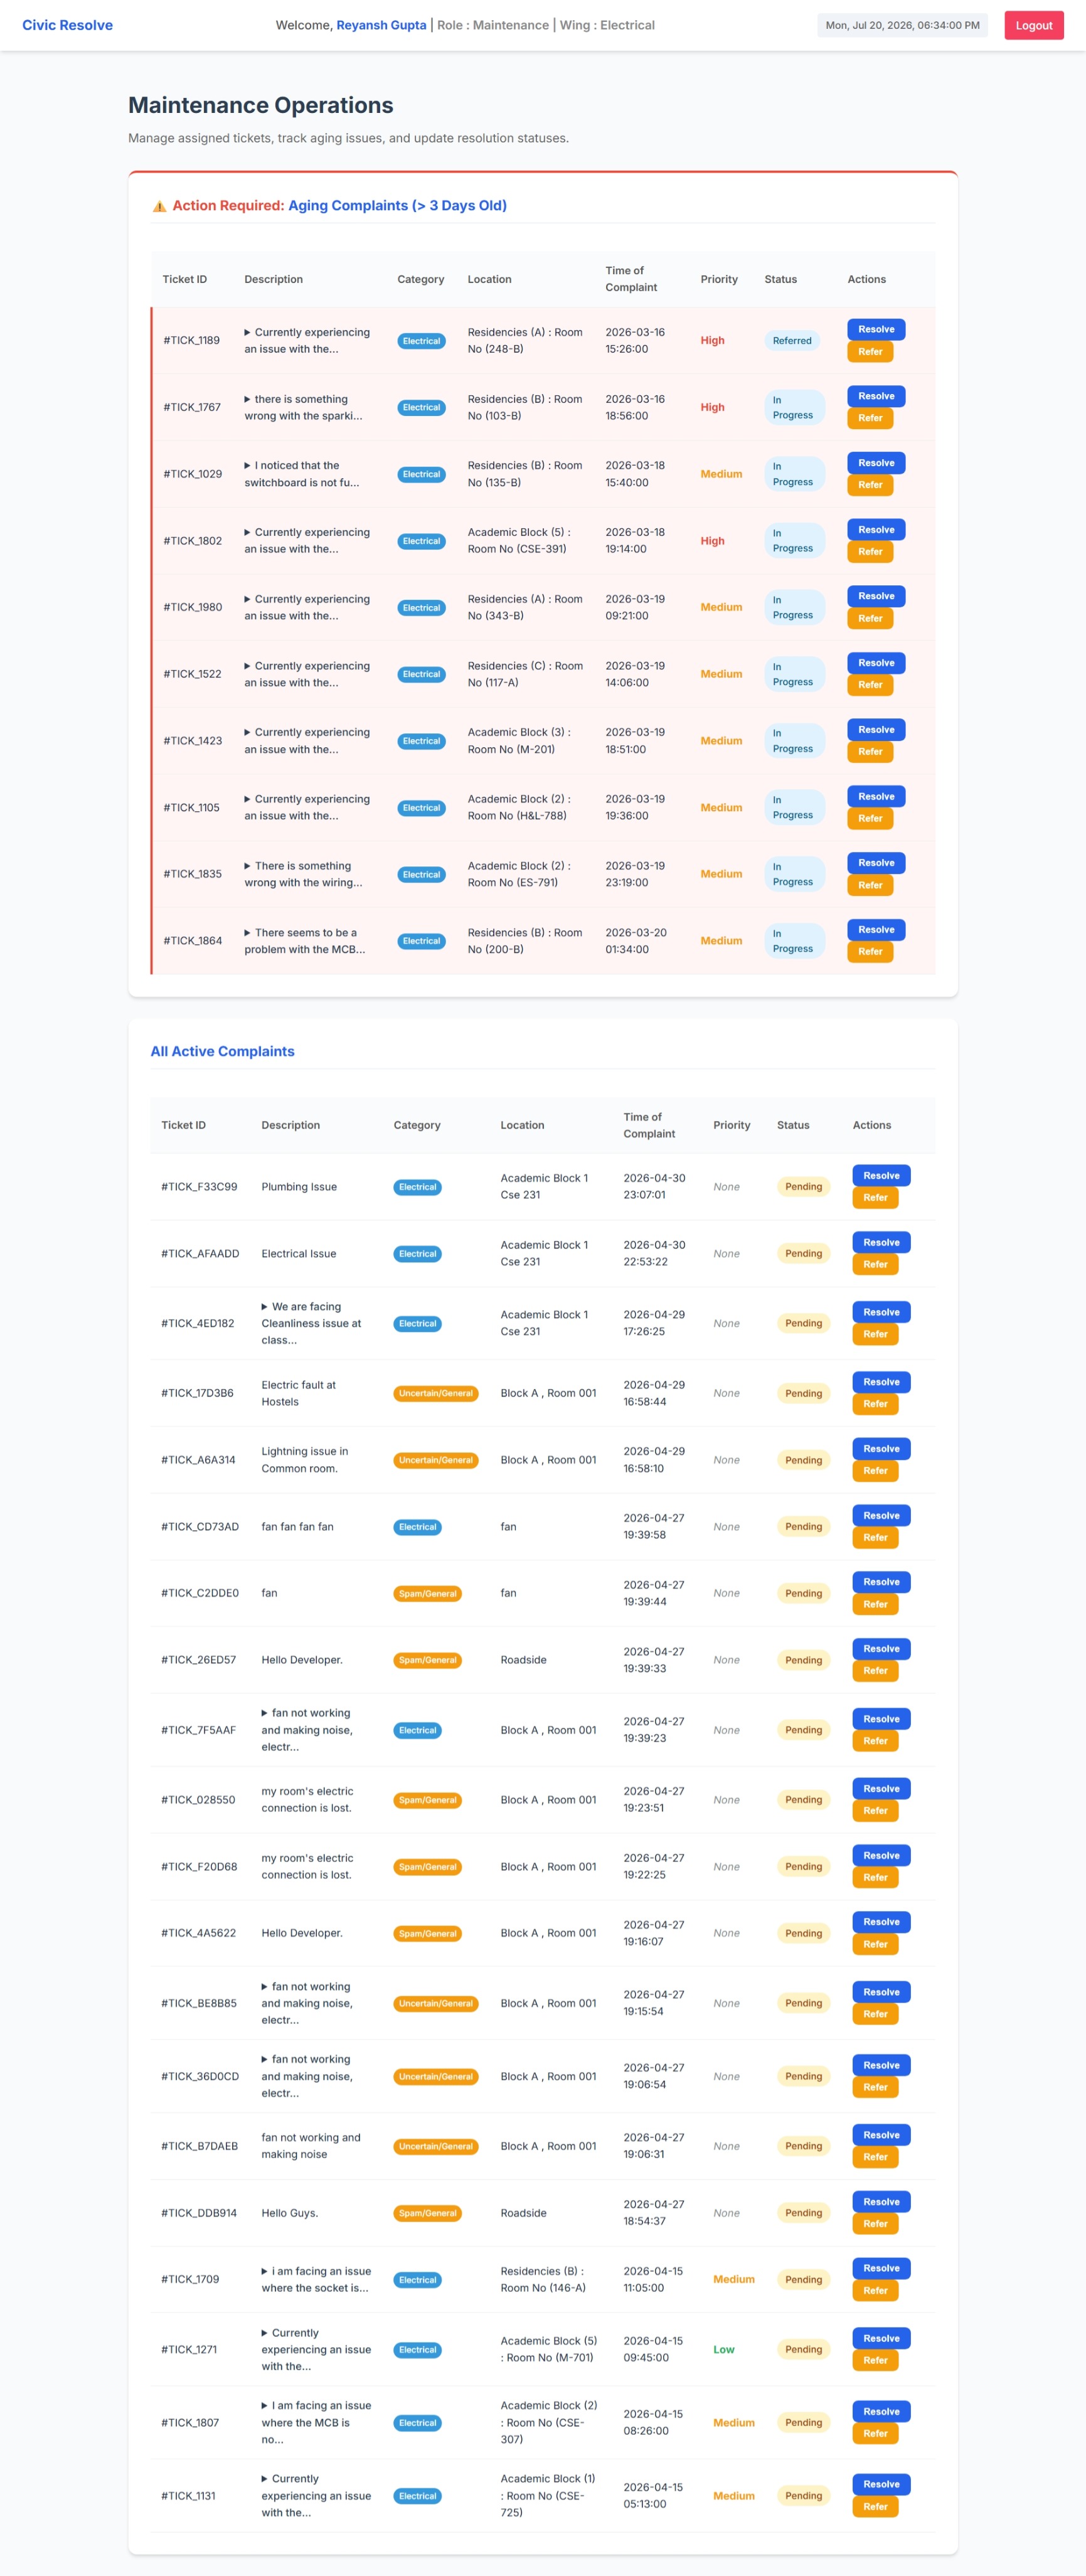 Civic Resolve
Welcome, Reyansh Gupta | Role : Maintenance | Wing : Electrical
Mon, Jul 20, 2026, 06:34:00 PM
Logout
Maintenance Operations
Manage assigned tickets, track aging issues, and update resolution statuses.
Action Required: Aging Complaints (> 3 Days Old)
Ticket ID Description Category Location Time of Complaint Priority Status Actions
#TICK_1189 Currently experiencing an issue with the... Electrical Residencies (A) : Room No (248-B) 2026-03-16 15:26:00 High Referred Resolve Refer
#TICK_1767 there is something wrong with the sparki... Electrical Residencies (B) : Room No (103-B) 2026-03-16 18:56:00 High In Progress Resolve Refer
#TICK_1029 I noticed that the switchboard is not fu... Electrical Residencies (B) : Room No (135-B) 2026-03-18 15:40:00 Medium In Progress Resolve Refer
#TICK_1802 Currently experiencing an issue with the... Electrical Academic Block (5) : Room No (CSE-391) 2026-03-18 19:14:00 High In Progress Resolve Refer
#TICK_1980 Currently experiencing an issue with the... Electrical Residencies (A) : Room No (343-B) 2026-03-19 09:21:00 Medium In Progress Resolve Refer
#TICK_1522 Currently experiencing an issue with the... Electrical Residencies (C) : Room No (117-A) 2026-03-19 14:06:00 Medium In Progress Resolve Refer
#TICK_1423 Currently experiencing an issue with the... Electrical Academic Block (3) : Room No (M-201) 2026-03-19 18:51:00 Medium In Progress Resolve Refer
#TICK_1105 Currently experiencing an issue with the... Electrical Academic Block (2) : Room No (H&L-788) 2026-03-19 19:36:00 Medium In Progress Resolve Refer
#TICK_1835 There is something wrong with the wiring... Electrical Academic Block (2) : Room No (ES-791) 2026-03-19 23:19:00 Medium In Progress Resolve Refer
#TICK_1864 There seems to be a problem with the MCB... Electrical Residencies (B) : Room No (200-B) 2026-03-20 01:34:00 Medium In Progress Resolve Refer
All Active Complaints
Ticket ID Description Category Location Time of Complaint Priority Status Actions
#TICK_F33C99 Plumbing Issue Electrical Academic Block 1 Cse 231 2026-04-30 23:07:01 None Pending Resolve Refer
#TICK_AFAADD Electrical Issue Electrical Academic Block 1 Cse 231 2026-04-30 22:53:22 None Pending Resolve Refer
#TICK_4ED182 We are facing Cleanliness issue at class... Electrical Academic Block 1 Cse 231 2026-04-29 17:26:25 None Pending Resolve Refer
#TICK_17D3B6 Electric fault at Hostels Uncertain/General Block A , Room 001 2026-04-29 16:58:44 None Pending Resolve Refer
#TICK_A6A314 Lightning issue in Common room. Uncertain/General Block A , Room 001 2026-04-29 16:58:10 None Pending Resolve Refer
#TICK_CD73AD fan fan fan fan Electrical fan 2026-04-27 19:39:58 None Pending Resolve Refer
#TICK_C2DDE0 fan Spam/General fan 2026-04-27 19:39:44 None Pending Resolve Refer
#TICK_26ED57 Hello Developer. Spam/General Roadside 2026-04-27 19:39:33 None Pending Resolve Refer
#TICK_7F5AAF fan not working and making noise, electr... Electrical Block A , Room 001 2026-04-27 19:39:23 None Pending Resolve Refer
#TICK_028550 my room's electric connection is lost. Spam/General Block A , Room 001 2026-04-27 19:23:51 None Pending Resolve Refer
#TICK_F20D68 my room's electric connection is lost. Spam/General Block A , Room 001 2026-04-27 19:22:25 None Pending Resolve Refer
#TICK_4A5622 Hello Developer. Spam/General Block A , Room 001 2026-04-27 19:16:07 None Pending Resolve Refer
#TICK_BE8B85 fan not working and making noise, electr... Uncertain/General Block A , Room 001 2026-04-27 19:15:54 None Pending Resolve Refer
#TICK_36D0CD fan not working and making noise, electr... Uncertain/General Block A , Room 001 2026-04-27 19:06:54 None Pending Resolve Refer
#TICK_B7DAEB fan not working and making noise Uncertain/General Block A , Room 001 2026-04-27 19:06:31 None Pending Resolve Refer
#TICK_DDB914 Hello Guys. Spam/General Roadside 2026-04-27 18:54:37 None Pending Resolve Refer
#TICK_1709 i am facing an issue where the socket is... Electrical Residencies (B) : Room No (146-A) 2026-04-15 11:05:00 Medium Pending Resolve Refer
#TICK_1271 Currently experiencing an issue with the... Electrical Academic Block (5) : Room No (M-701) 2026-04-15 09:45:00 Low Pending Resolve Refer
#TICK_1807 I am facing an issue where the MCB is no... Electrical Academic Block (2) : Room No (CSE-307) 2026-04-15 08:26:00 Medium Pending Resolve Refer
#TICK_1131 Currently experiencing an issue with the... Electrical Academic Block (1) : Room No (CSE-725) 2026-04-15 05:13:00 Medium Pending Resolve Refer